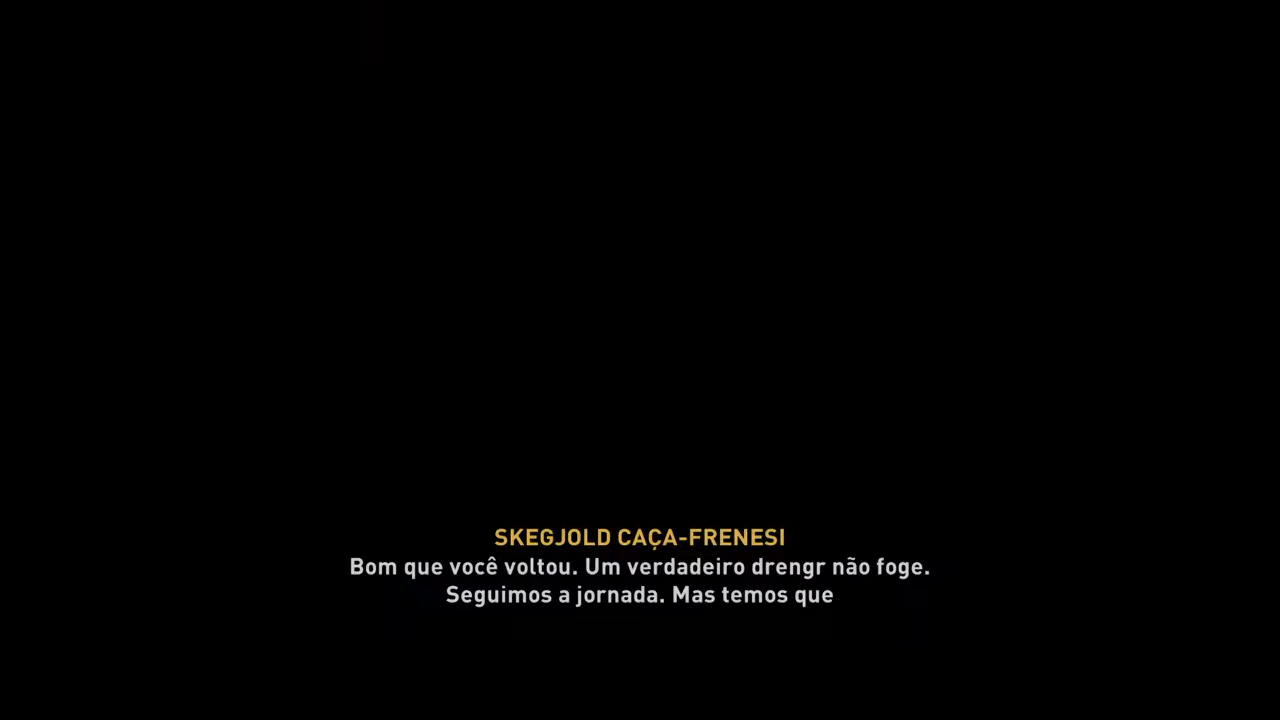 SKEGJOLD CAÇA-FRENESI
Bom que você voltou. Um verdadeiro drengr não foge.
Seguimos a jornada. Mas temos que